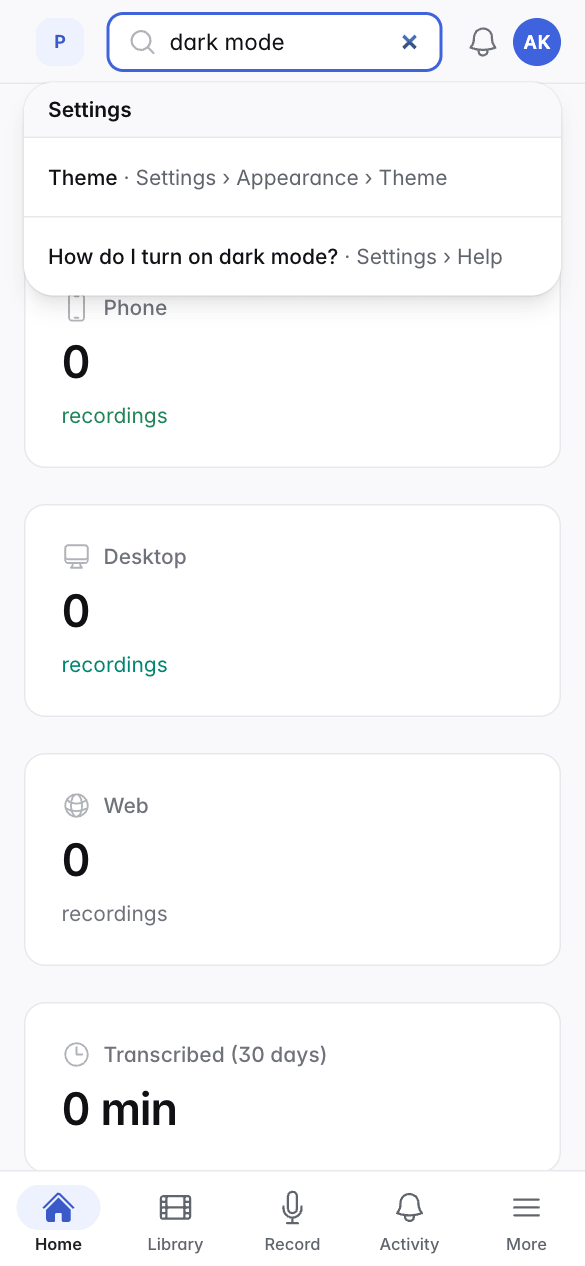 P
dark mode
AK
Settings
Theme · Settings › Appearance › Theme
How do I turn on dark mode? · Settings › Help
Phone
0
recordings
Desktop
0
recordings
Web
0
recordings
Transcribed (30 days)
0 min
Home
Library
Record
Activity
More